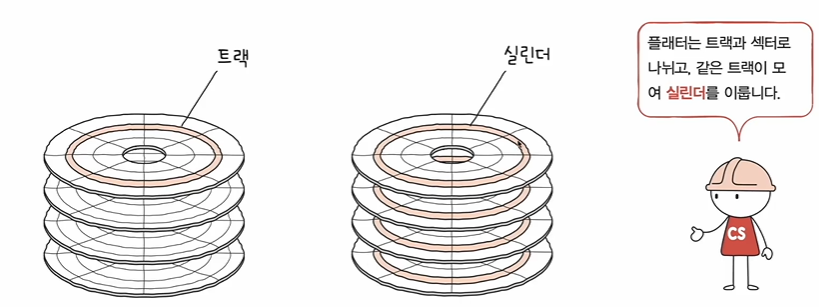 트랙
실린더
플래터는 트랙과 섹터로
나뉘고, 같은 트랙이 모
여 실린더를 이룹니다.
CS